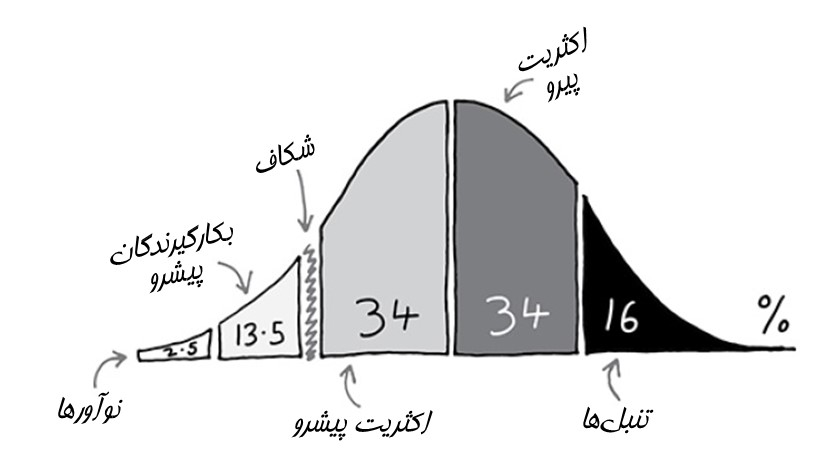 اکثریت
پیرو
شکاف
بکارگیرندگان
پیشرو
34
34
16
%
13.5
2.5
نوآورها
اکثریت پیشرو
تنبل‌ها